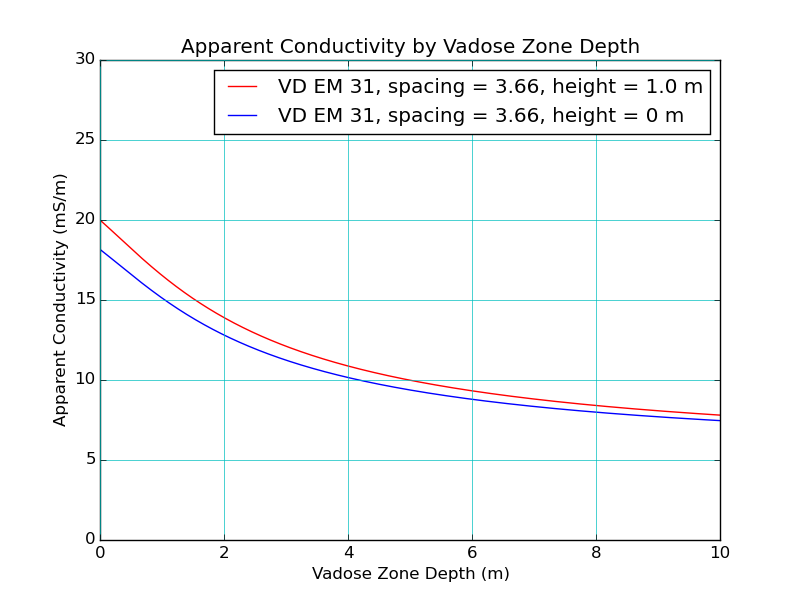 Apparent Conductivity by Vadose Zone Depth
VD EM 31, spacing = 3.66, height = 1.0 m
VD EM 31, spacing = 3.66, height = 0 m
Apparent Conductivity (mS/m)
30
25
20
15
10
5
0
0 2 4 6 8 10
Vadose Zone Depth (m)